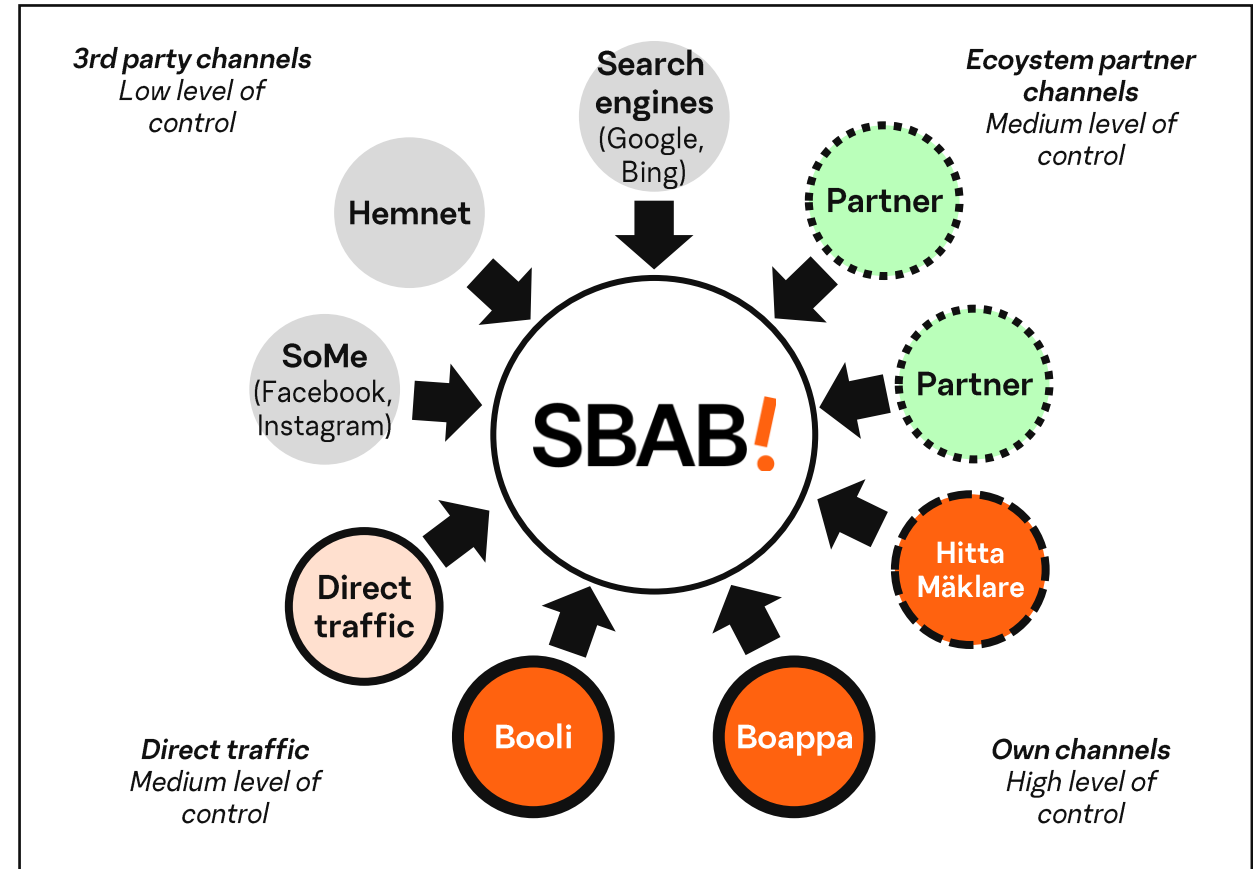 3rd party channels
Low level of
control
Search
engines
(Google,
Bing)
Ecoystem partner
channels
Medium level of
control
Hemnet
Partner
SoMe
(Facebook,
Instagram)
Partner
SBAB!
Direct
traffic
Hitta
Mäklare
Booli
Boappa
Direct traffic
Medium level of
control
Own channels
High level of
control